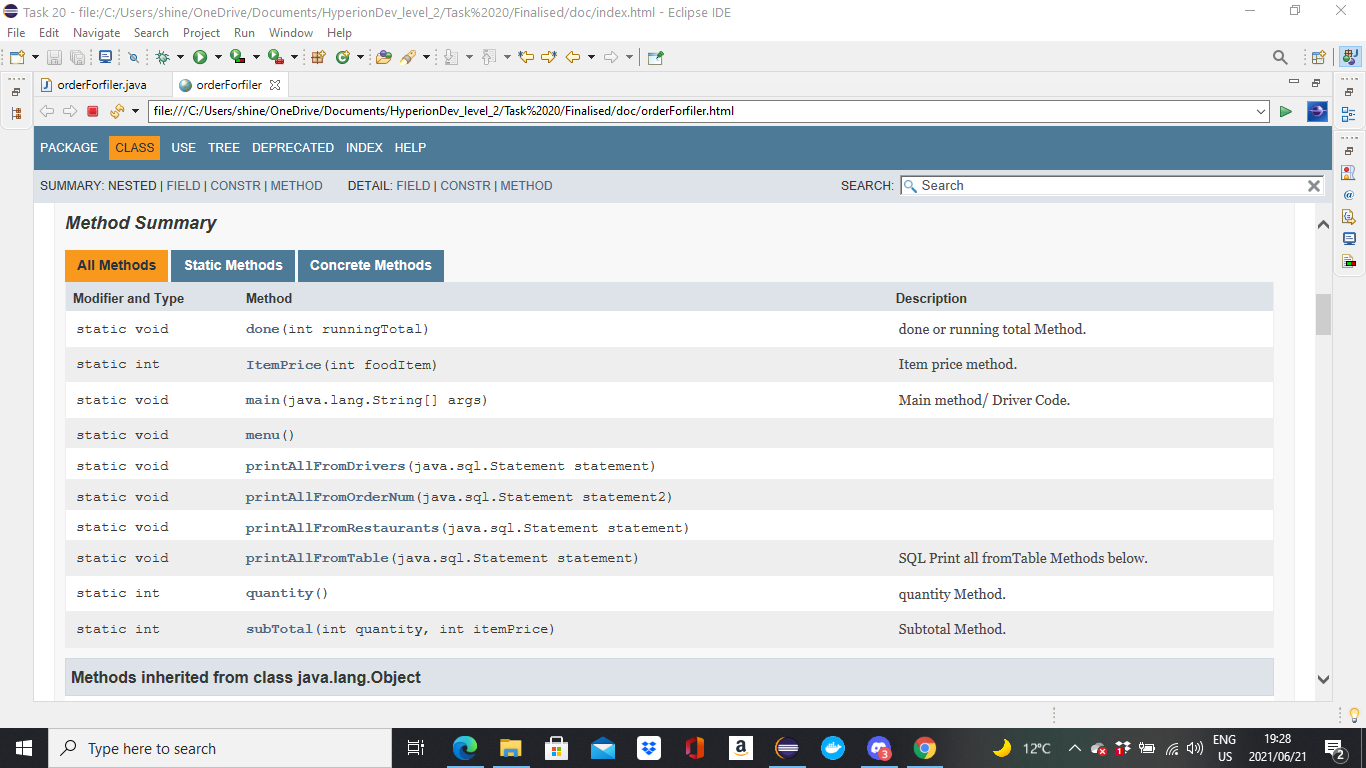 Task 20 - file:/C:/Users/shine/OneDrive/Documents/HyperionDev_level_2/Task%2020/Finalised/doc/index.html - Eclipse IDE
File Edit Navigate Search Project Run Window Help
orderForfiler.java orderForfiler
file:///C:/Users/shine/OneDrive/Documents/HyperionDev_level_2/Task%2020/Finalised/doc/orderForfiler.html
PACKAGE CLASS USE TREE DEPRECATED INDEX HELP
SUMMARY: NESTED | FIELD | CONSTR | METHOD DETAIL: FIELD | CONSTR | METHOD SEARCH: Search
Method Summary
All Methods Static Methods Concrete Methods
Modifier and Type Method Description
static void done(int runningTotal) done or running total Method.
static int ItemPrice(int foodItem) Item price method.
static void main(java.lang.String[] args) Main method/ Driver Code.
static void menu()
static void printAllFromDrivers(java.sql.Statement statement)
static void printAllFromOrderNum(java.sql.Statement statement2)
static void printAllFromRestaurants(java.sql.Statement statement)
static void printAllFromTable(java.sql.Statement statement) SQL Print all fromTable Methods below.
static int quantity() quantity Method.
static int subTotal(int quantity, int itemPrice) Subtotal Method.
Methods inherited from class java.lang.Object
Type here to search a 3 12°C 1 ENG 19:28
US 2021/06/21 2